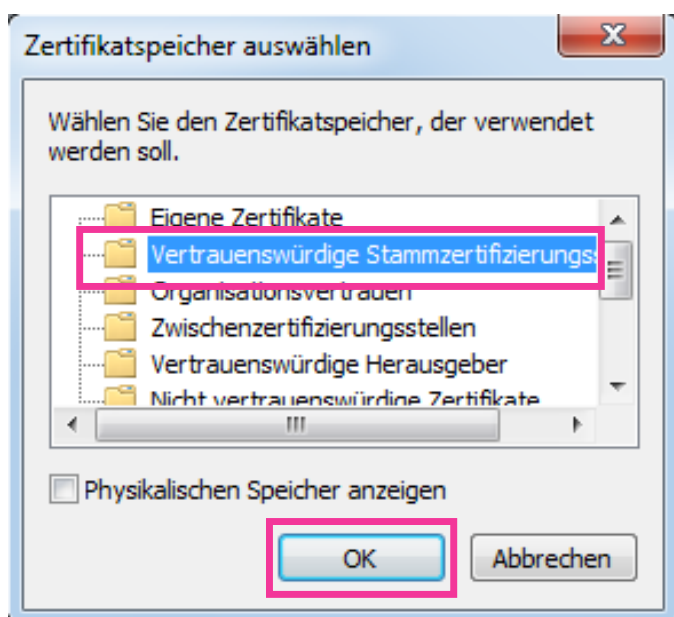 Zertifikatspeicher auswählen
Wählen Sie den Zertifikatspeicher, der verwendet
werden soll.
Eigene Zertifikate
Vertrauenswürdige Stammzertifizierungs
Organisationsvertrauen
Zwischenzertifizierungsstellen
Vertrauenswürdige Herausgeber
Nicht vertrauenswürdige Zertifikate
Physikalischen Speicher anzeigen
OK
Abbrechen